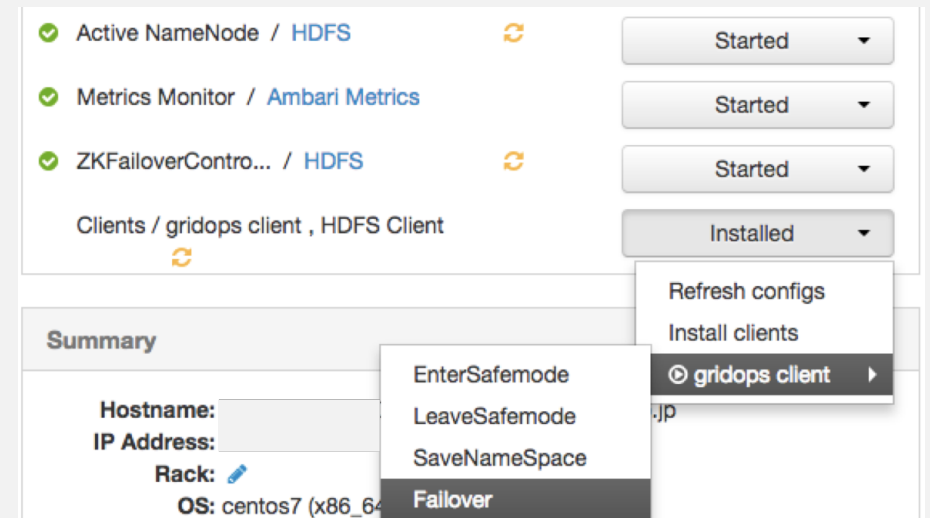 Active NameNode / HDFS Started
Metrics Monitor / Ambari Metrics Started
ZKFailoverContro... / HDFS Started
Clients / gridops client , HDFS Client Installed
Refresh configs
Install clients
gridops client
Summary
EnterSafemode
LeaveSafemode
SaveNameSpace
Failover
Hostname: .jp
IP Address:
Rack:
OS: centos7 (x86_64